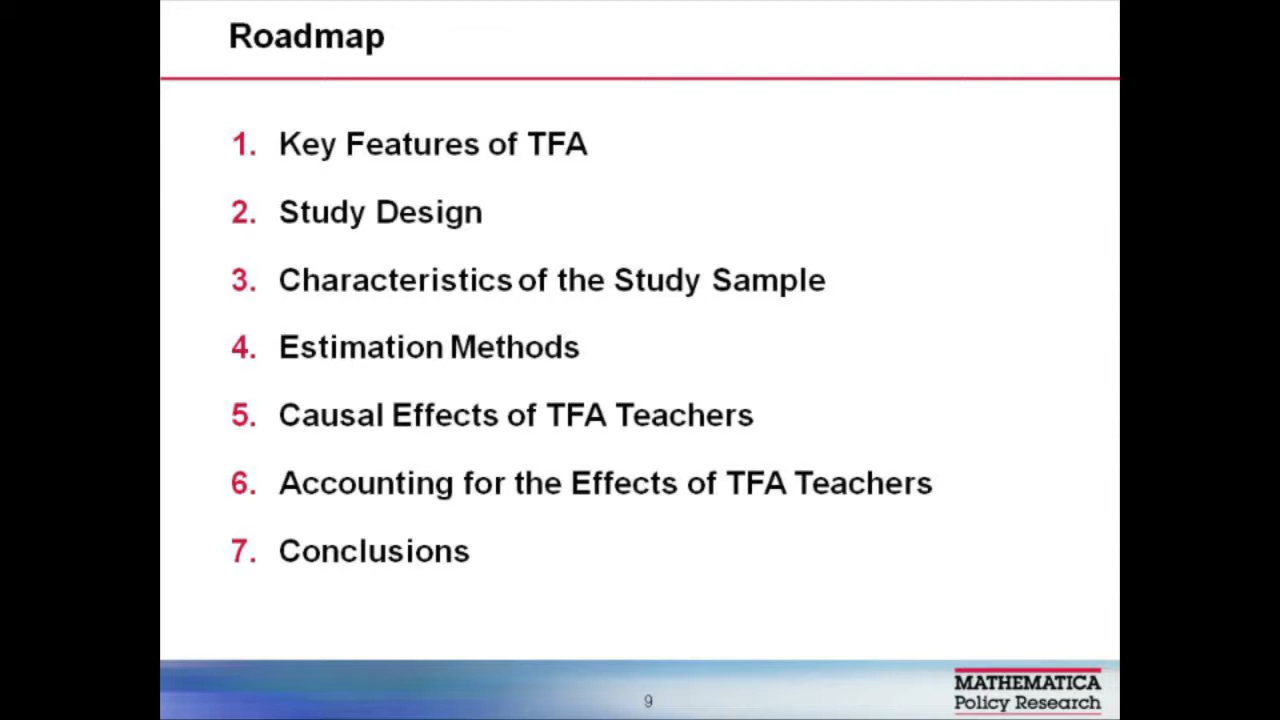 Roadmap
1. Key Features of TFA
2. Study Design
3. Characteristics of the Study Sample
4. Estimation Methods
5. Causal Effects of TFA Teachers
6. Accounting for the Effects of TFA Teachers
7. Conclusions
9
MATHEMATICA
Policy Research